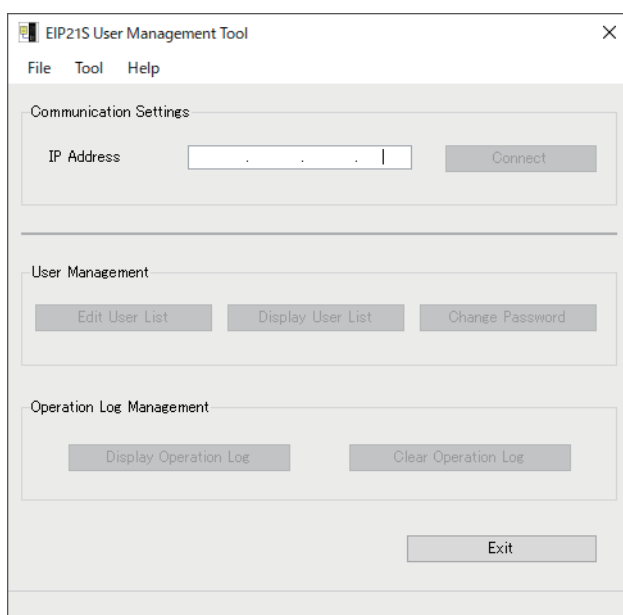 EIP21S User Management Tool
File Tool Help
Communication Settings
IP Address . . . Connect
User Management
Edit User List Display User List Change Password
Operation Log Management
Display Operation Log Clear Operation Log
Exit